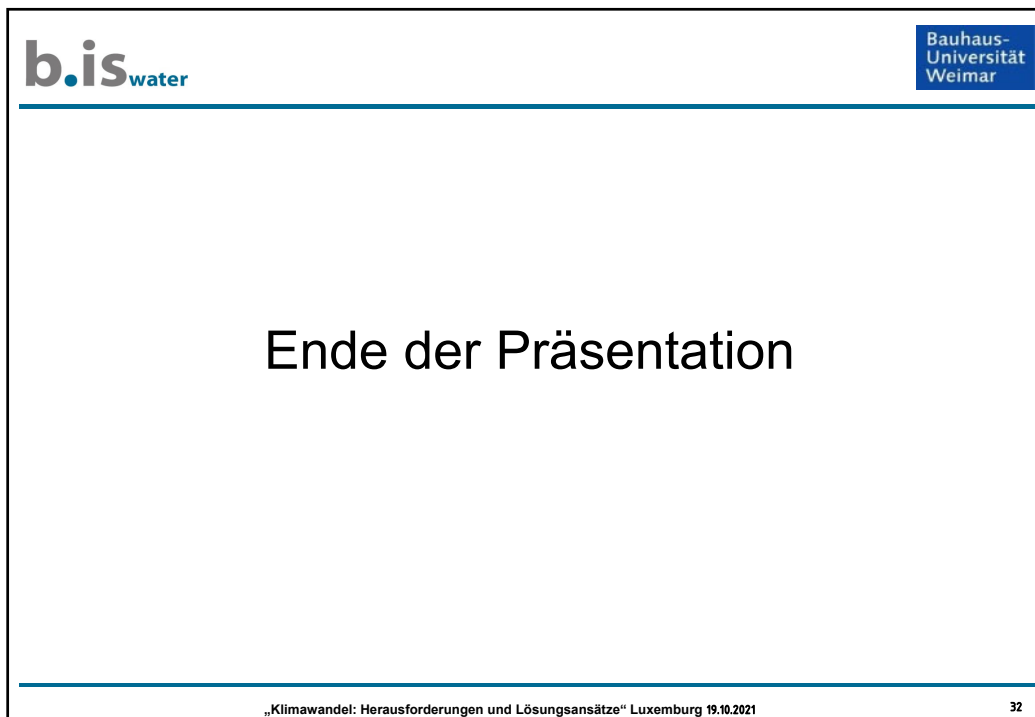 b.is water
Bauhaus-
Universität
Weimar
Ende der Präsentation
„Klimawandel: Herausforderungen und Lösungsansätze“ Luxemburg 19.10.2021
32